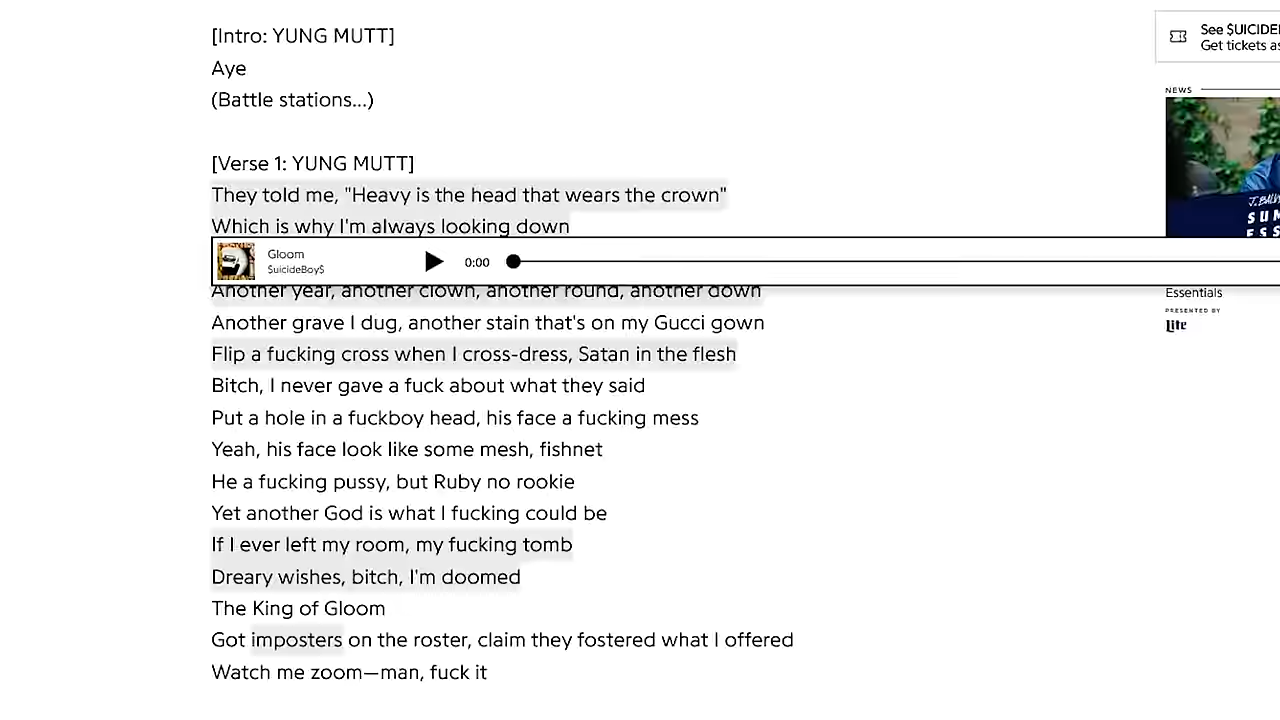 [Intro: YUNG MUTT]
Aye
(Battle stations...)
[Verse 1: YUNG MUTT]
They told me, "Heavy is the head that wears the crown"
Which is why I'm always looking down
Gloom
$uicideBoy$
0:00
Another year, another clown, another round, another down
Another grave I dug, another stain that's on my Gucci gown
Flip a fucking cross when I cross-dress, Satan in the flesh
Bitch, I never gave a fuck about what they said
Put a hole in a fuckboy head, his face a fucking mess
Yeah, his face look like some mesh, fishnet
He a fucking pussy, but Ruby no rookie
Yet another God is what I fucking could be
If I ever left my room, my fucking tomb
Dreary wishes, bitch, I'm doomed
The King of Gloom
Got imposters on the roster, claim they fostered what I offered
Watch me zoom—man, fuck it
See $UICIDE
Get tickets as
NEWS
J. BALV
SUM
ESS
Essentials
PRESENTED BY
Lite